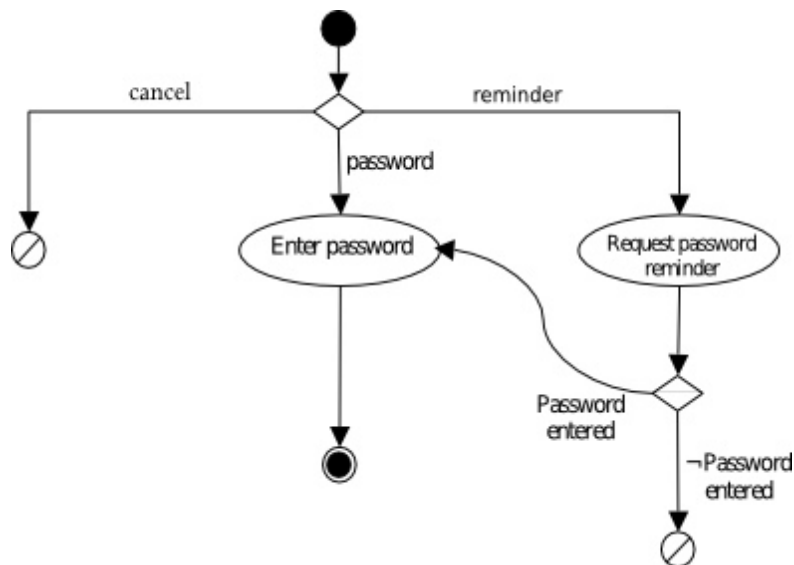 cancel
reminder
password
Enter password
Request password
reminder
Password
entered
¬Password
entered